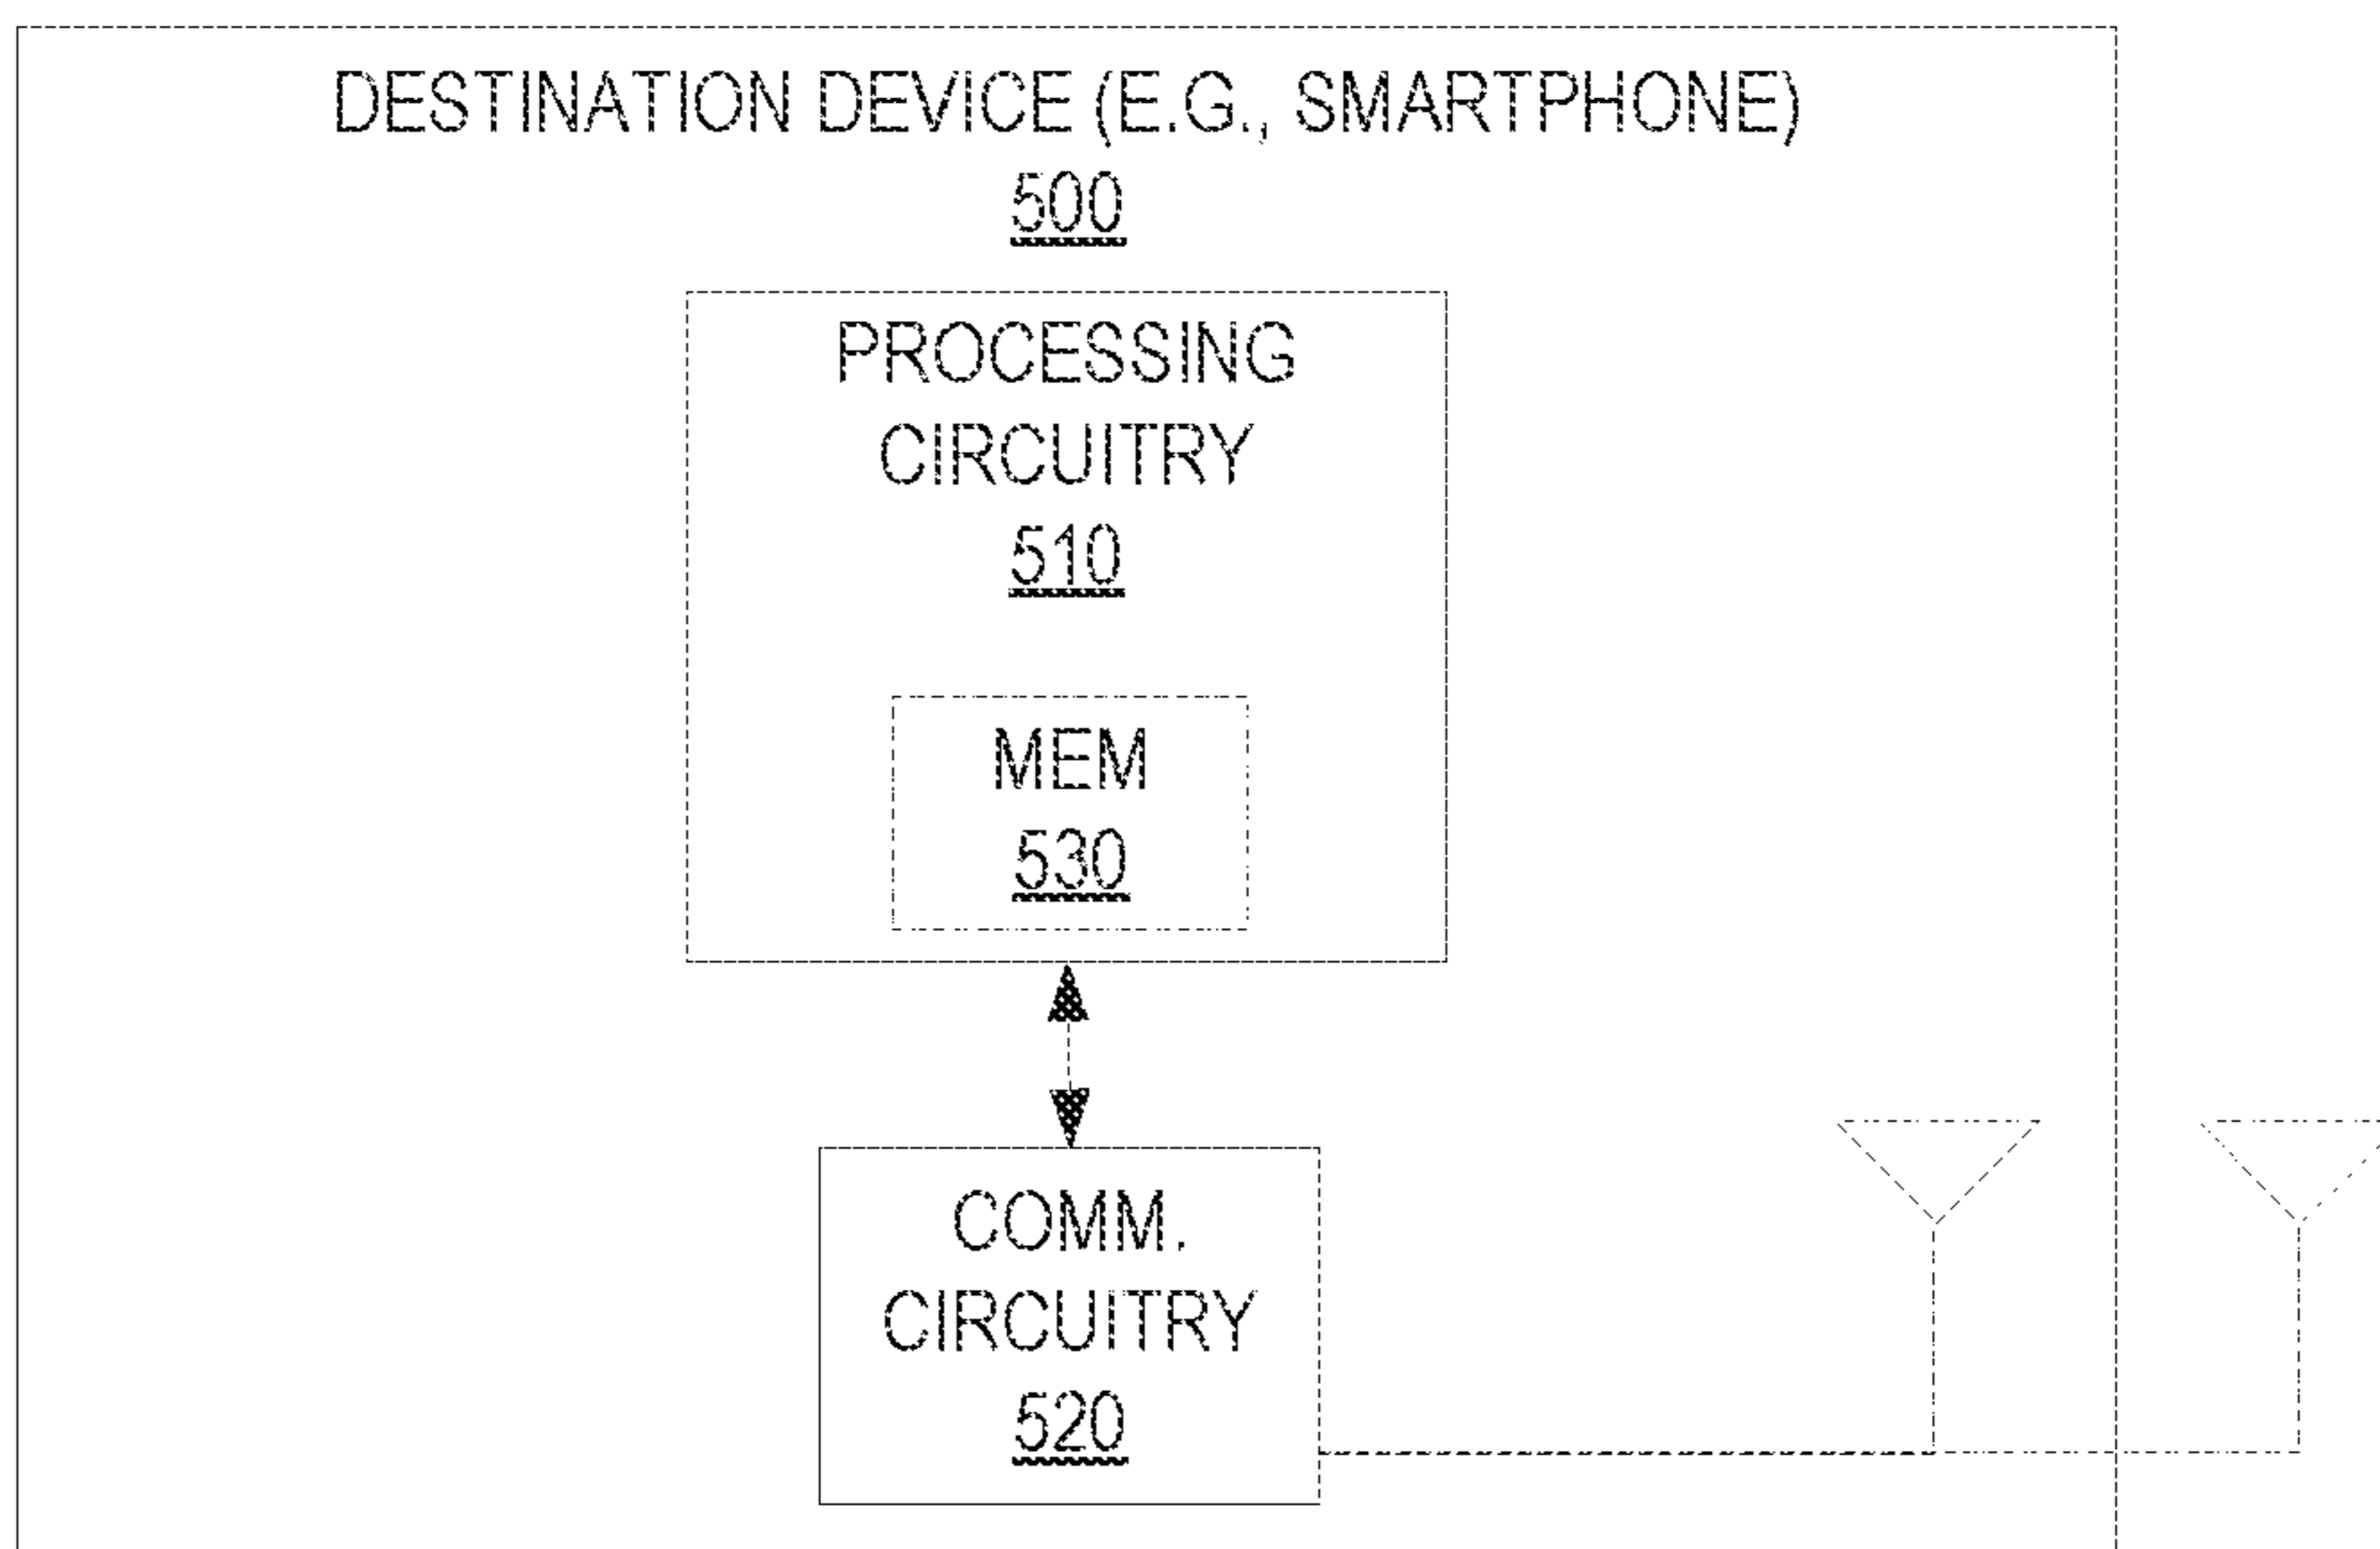 DESTINATION DEVICE (E.G., SMARTPHONE)
500
PROCESSING
CIRCUITRY
510
MEM
530
COMM.
CIRCUITRY
520